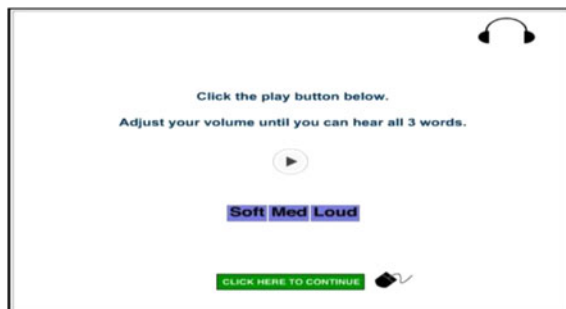 Click the play button below.
Adjust your volume until you can hear all 3 words.
Soft Med Loud
CLICK HERE TO CONTINUE